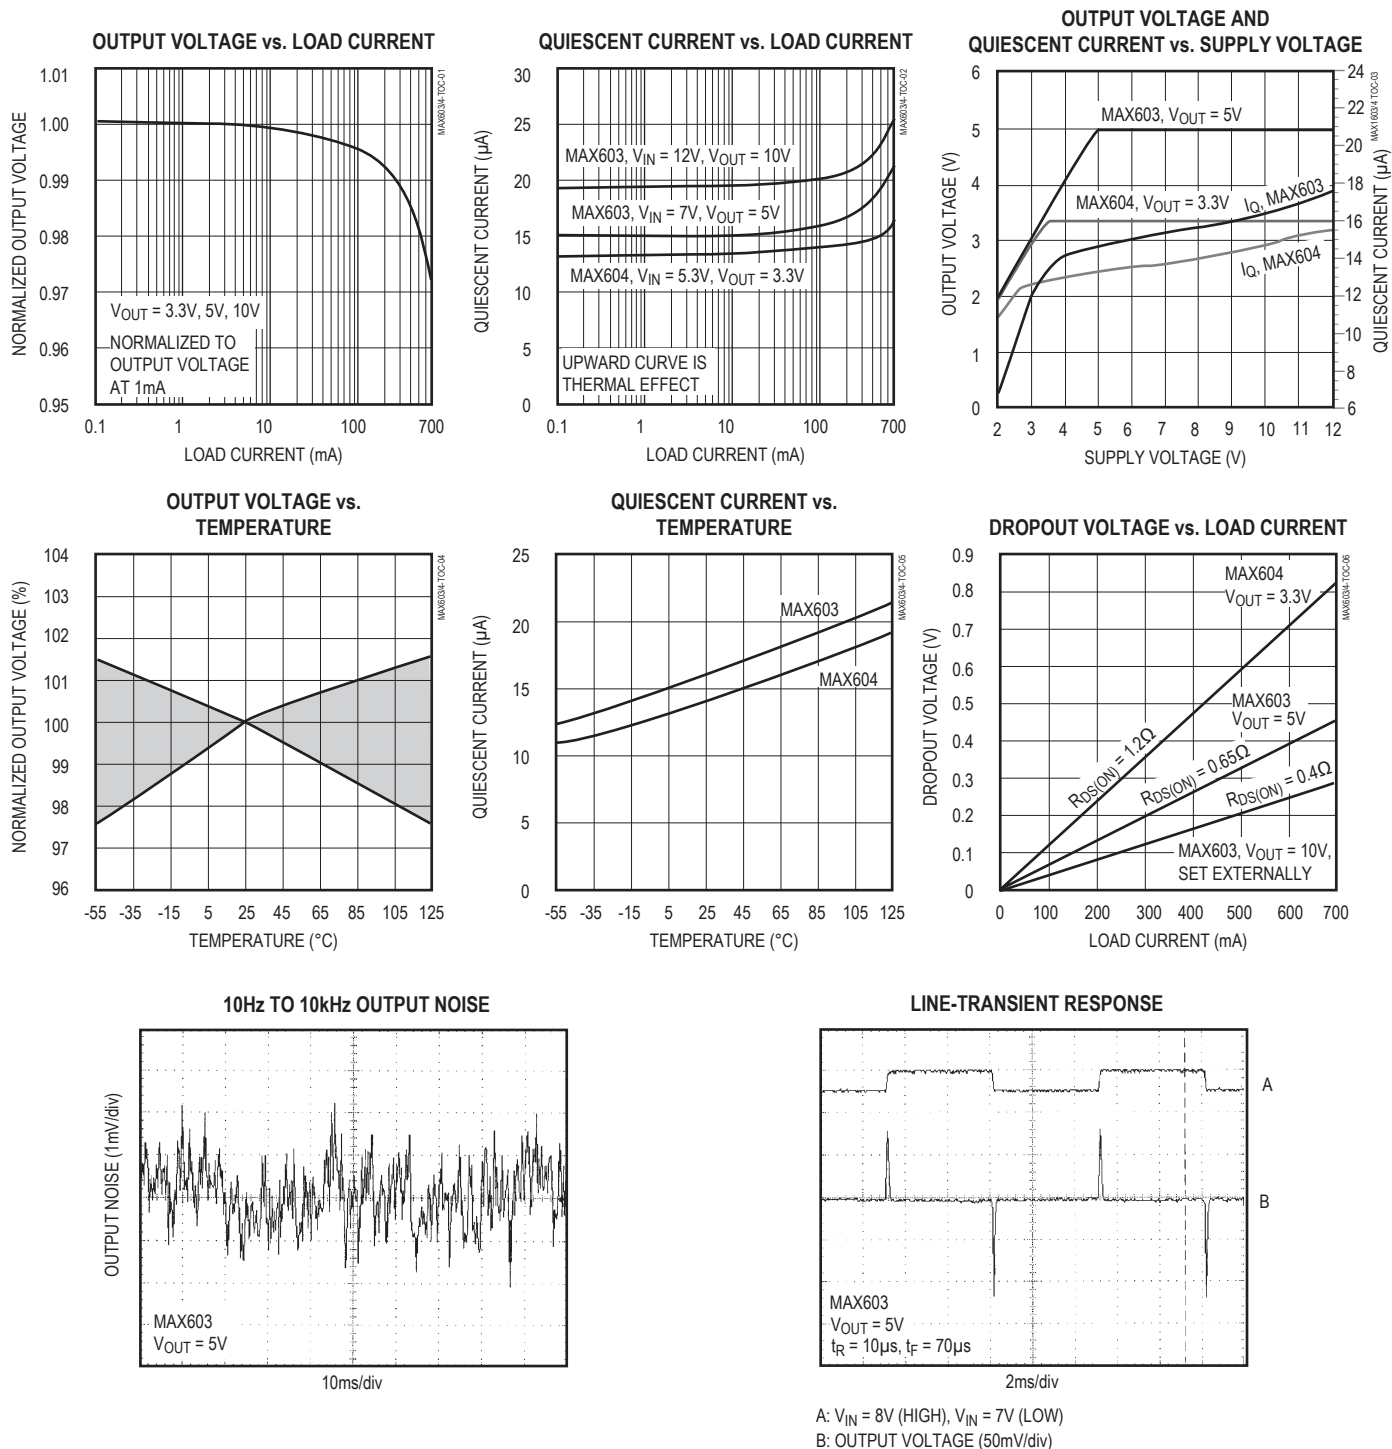 OUTPUT VOLTAGE vs. LOAD CURRENT
NORMALIZED OUTPUT VOLTAGE
1.01
1.00
0.99
0.98
0.97
0.96
0.95
VOUT = 3.3V, 5V, 10V
NORMALIZED TO
OUTPUT VOLTAGE
AT 1mA
0.1 1 10 100 700
LOAD CURRENT (mA)
MAX603/4-TOC-01
QUIESCENT CURRENT vs. LOAD CURRENT
QUIESCENT CURRENT (µA)
30
25
20
15
10
5
0
MAX603, VIN = 12V, VOUT = 10V
MAX603, VIN = 7V, VOUT = 5V
MAX604, VIN = 5.3V, VOUT = 3.3V
UPWARD CURVE IS
THERMAL EFFECT
0.1 1 10 100 700
LOAD CURRENT (mA)
MAX603/4-TOC-02
OUTPUT VOLTAGE AND
QUIESCENT CURRENT vs. SUPPLY VOLTAGE
OUTPUT VOLTAGE (V)
6
5
4
3
2
1
0
MAX603, VOUT = 5V
MAX604, VOUT = 3.3V
IQ, MAX603
IQ, MAX604
24
22
21
20
18
16
14
12
10
8
6
QUIESCENT CURRENT (µA)
2 3 4 5 6 7 8 9 10 11 12
SUPPLY VOLTAGE (V)
MAX1603/4 TOC-03
OUTPUT VOLTAGE vs.
TEMPERATURE
NORMALIZED OUTPUT VOLTAGE (%)
104
103
102
101
100
99
98
97
96
-55 -35 -15 5 25 45 65 85 105 125
TEMPERATURE (°C)
MAX603/4-TOC-04
QUIESCENT CURRENT vs.
TEMPERATURE
QUIESCENT CURRENT (µA)
25
20
15
10
5
0
MAX603
MAX604
-55 -35 -15 5 25 45 65 85 105 125
TEMPERATURE (°C)
MAX603/4-TOC-05
DROPOUT VOLTAGE vs. LOAD CURRENT
DROPOUT VOLTAGE (V)
0.9
0.8
0.7
0.6
0.5
0.4
0.3
0.2
0.1
0
MAX604
VOUT = 3.3V
MAX603
VOUT = 5V
RDS(ON) = 1.2Ω
RDS(ON) = 0.65Ω
RDS(ON) = 0.4Ω
MAX603, VOUT = 10V,
SET EXTERNALLY
0 100 200 300 400 500 600 700
LOAD CURRENT (mA)
MAX603/4-TOC-06
10Hz TO 10kHz OUTPUT NOISE
OUTPUT NOISE (1mV/div)
MAX603
VOUT = 5V
10ms/div
LINE-TRANSIENT RESPONSE
A
B
MAX603
VOUT = 5V
tR = 10µs, tF = 70µs
2ms/div
A: VIN = 8V (HIGH), VIN = 7V (LOW)
B: OUTPUT VOLTAGE (50mV/div)